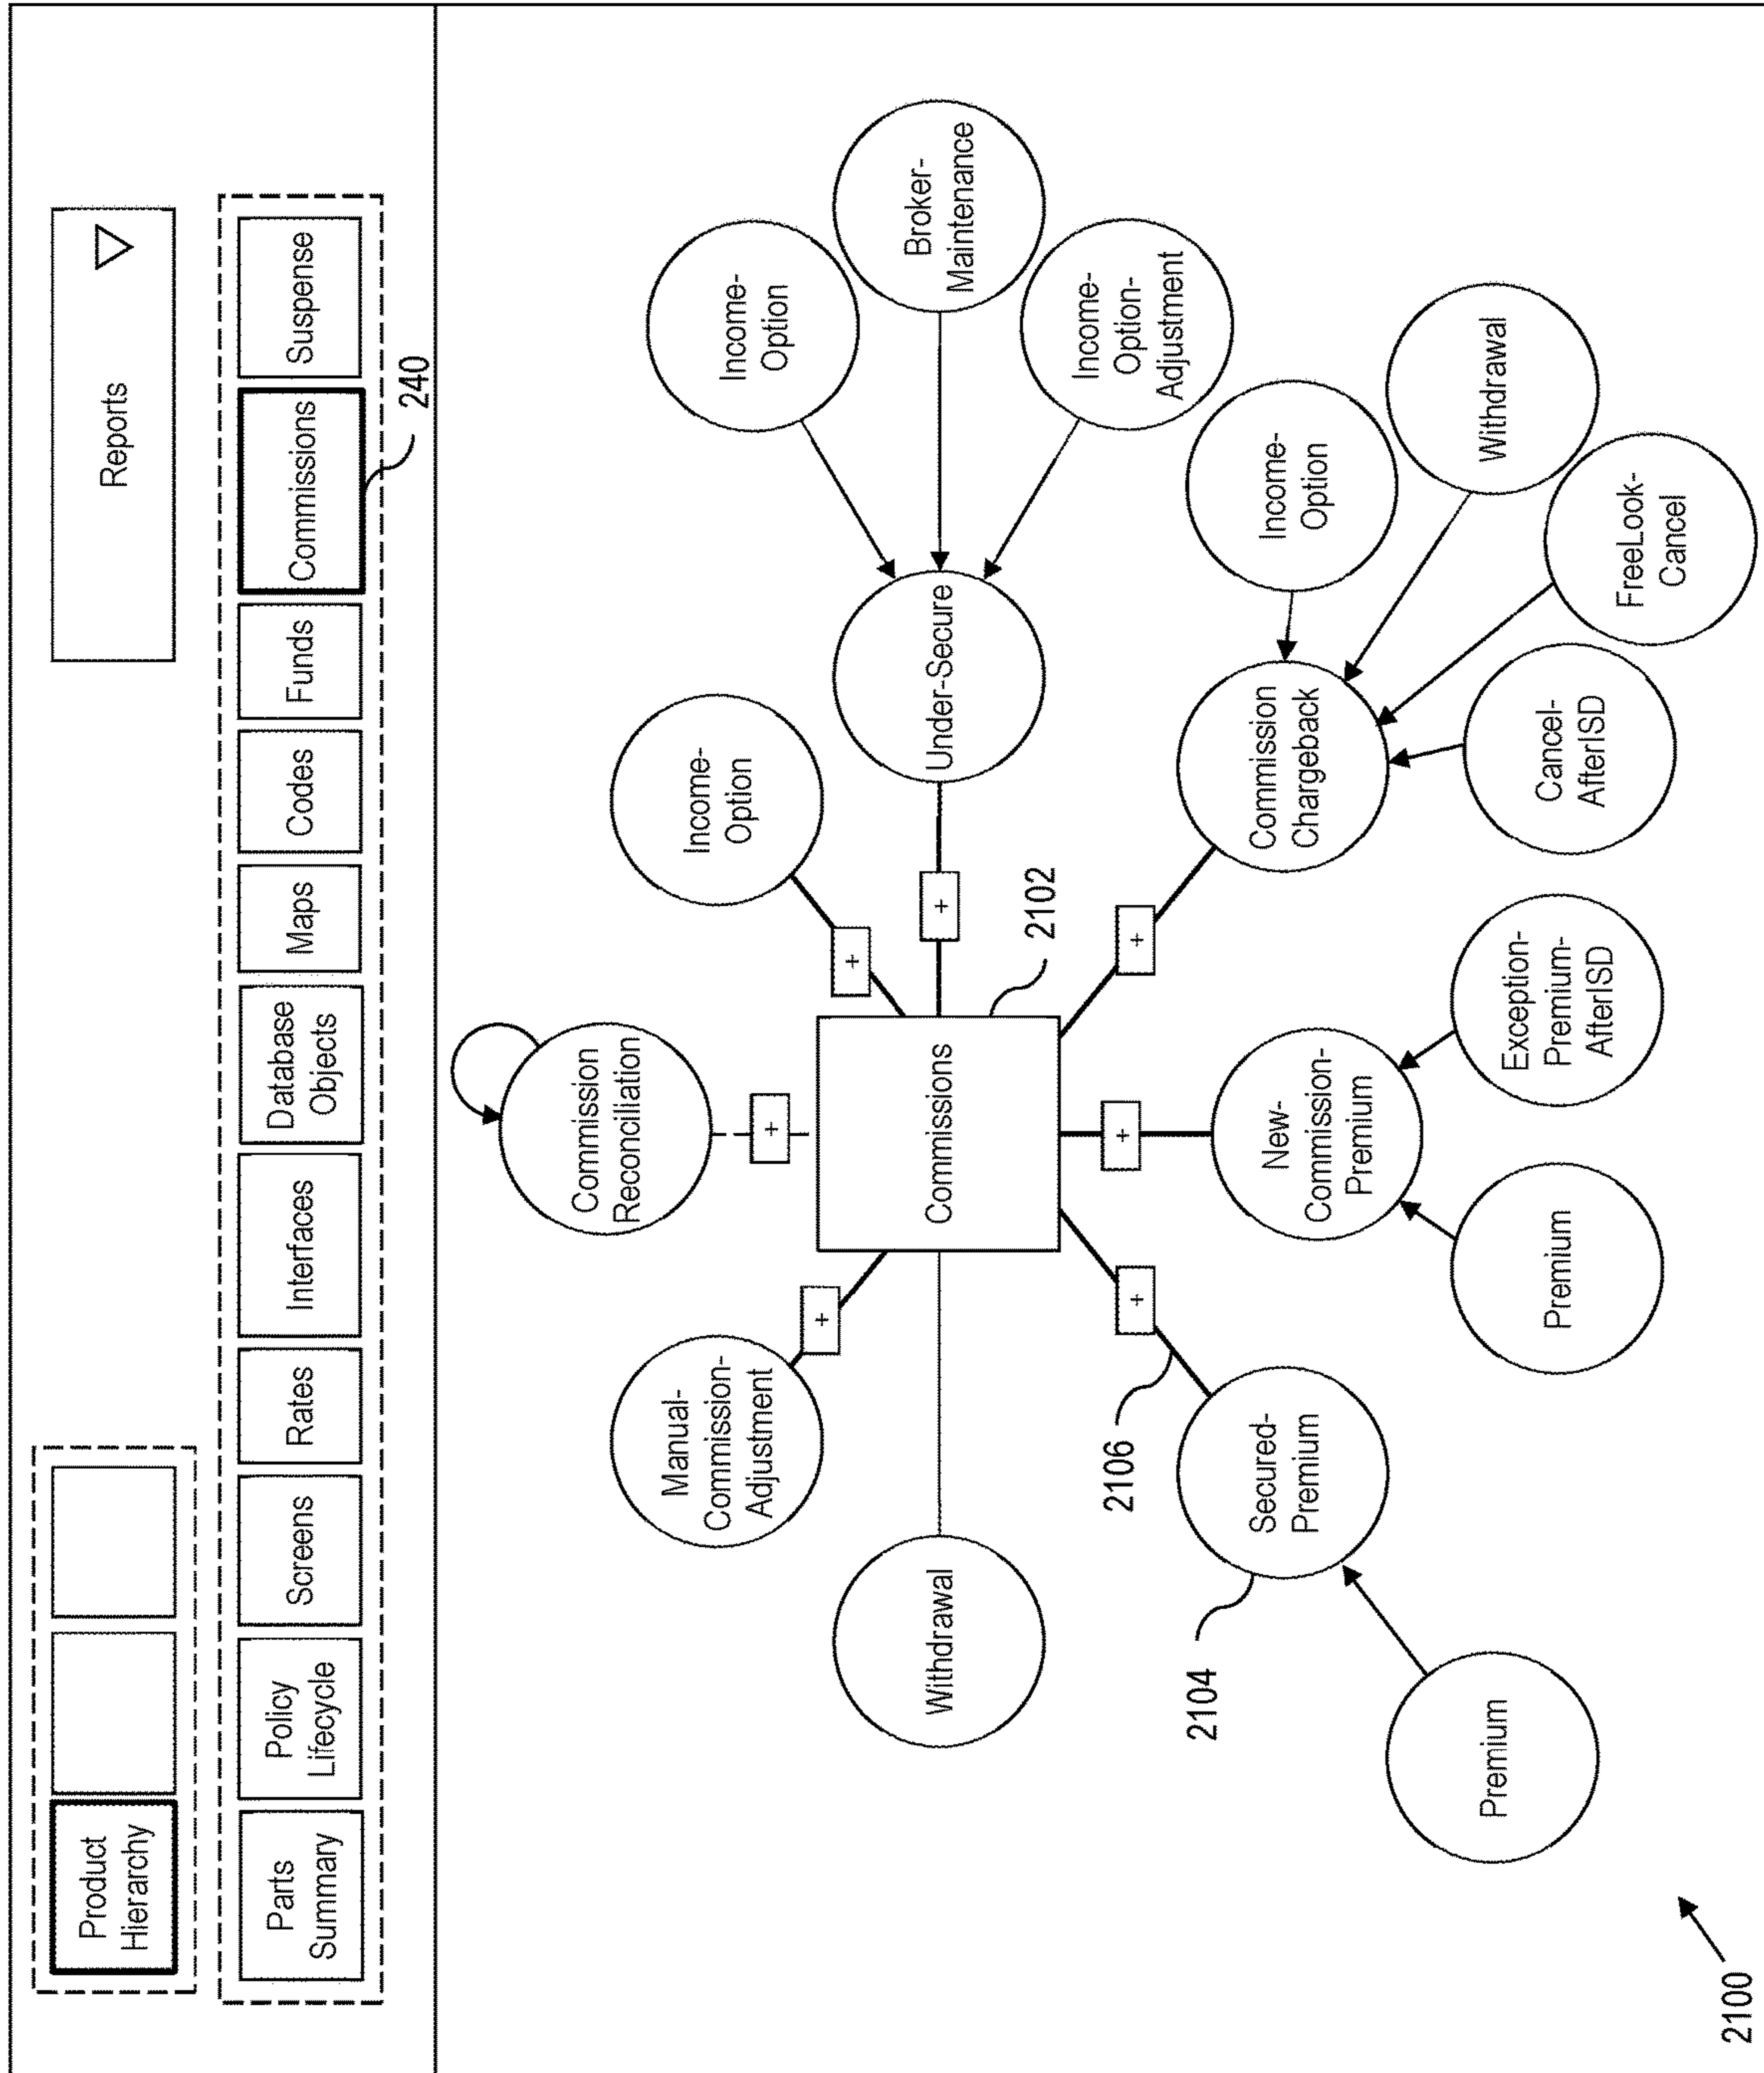 Reports
Product
Hierarchy
Parts
Summary
Policy
Lifecycle
Screens
Rates
Interfaces
Database
Objects
Maps
Codes
Funds
Commissions
Suspense
240
Commission
Reconciliation
+
Manual-
Commission-
Adjustment
+
Income-
Option
+
Income-
Option
Withdrawal
Commissions
2102
+
Under-Secure
Broker-
Maintenance
Income-
Option-
Adjustment
2106
+
+
+
2104
Secured-
Premium
New-
Commission-
Premium
Commission
Chargeback
Income-
Option
Withdrawal
Premium
Premium
Exception-
Premium-
AfterISD
Cancel-
AfterISD
FreeLook-
Cancel
2100